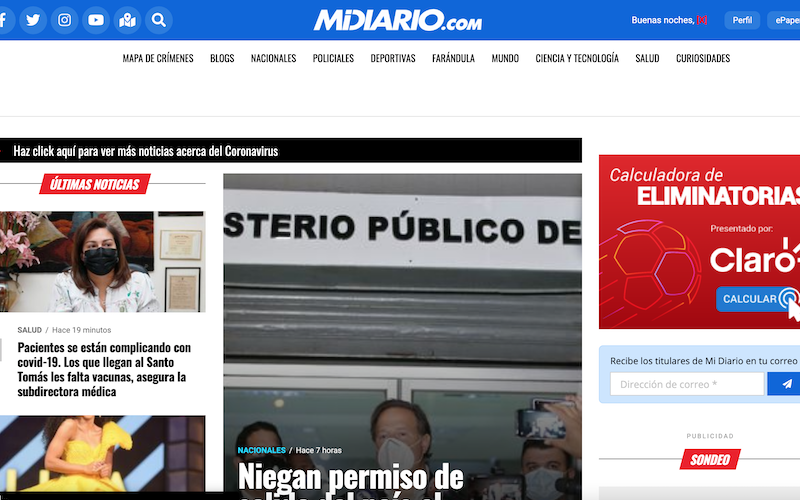 MiDIARIO.COM
Buenas noches,
Perfil
ePape
MAPA DE CRÍMENES BLOGS NACIONALES POLICIALES DEPORTIVAS FARÁNDULA MUNDO CIENCIA Y TECNOLOGÍA SALUD CURIOSIDADES
Haz click aquí para ver más noticias acerca del Coronavirus
ÚLTIMAS NOTICIAS
SALUD / Hace 19 minutos
Pacientes se están complicando con
covid-19. Los que llegan al Santo
Tomás les falta vacunas, asegura la
subdirectora médica
STERIO PÚBLICO DE
NACIONALES / Hace 7 horas
Niegan permiso de
Calculadora de
ELIMINATORIAS
Presentado por:
Claro
CALCULAR
Recibe los titulares de Mi Diario en tu correo
Dirección de correo *
PUBLICIDAD
SONDEO